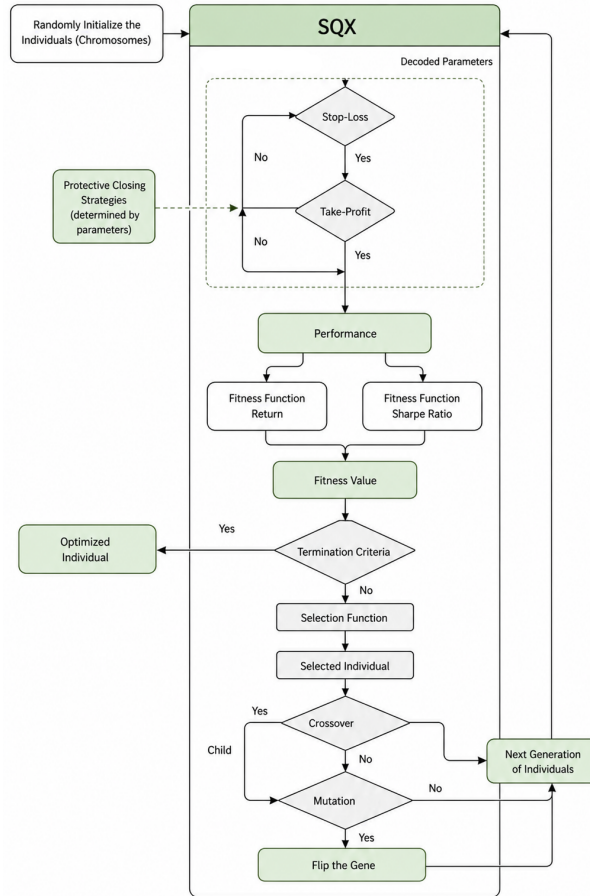 Randomly Initialize the
Individuals (Chromosomes)
SQX
Decoded Parameters
Stop-Loss
No
Yes
Protective Closing
Strategies
(determined by
parameters)
Take-Profit
No
Yes
Performance
Fitness Function
Return
Fitness Function
Sharpe Ratio
Fitness Value
Yes
Optimized
Individual
Termination Criteria
No
Selection Function
Selected Individual
Yes
Crossover
Child
No
Next Generation
of Individuals
No
Mutation
Yes
Flip the Gene